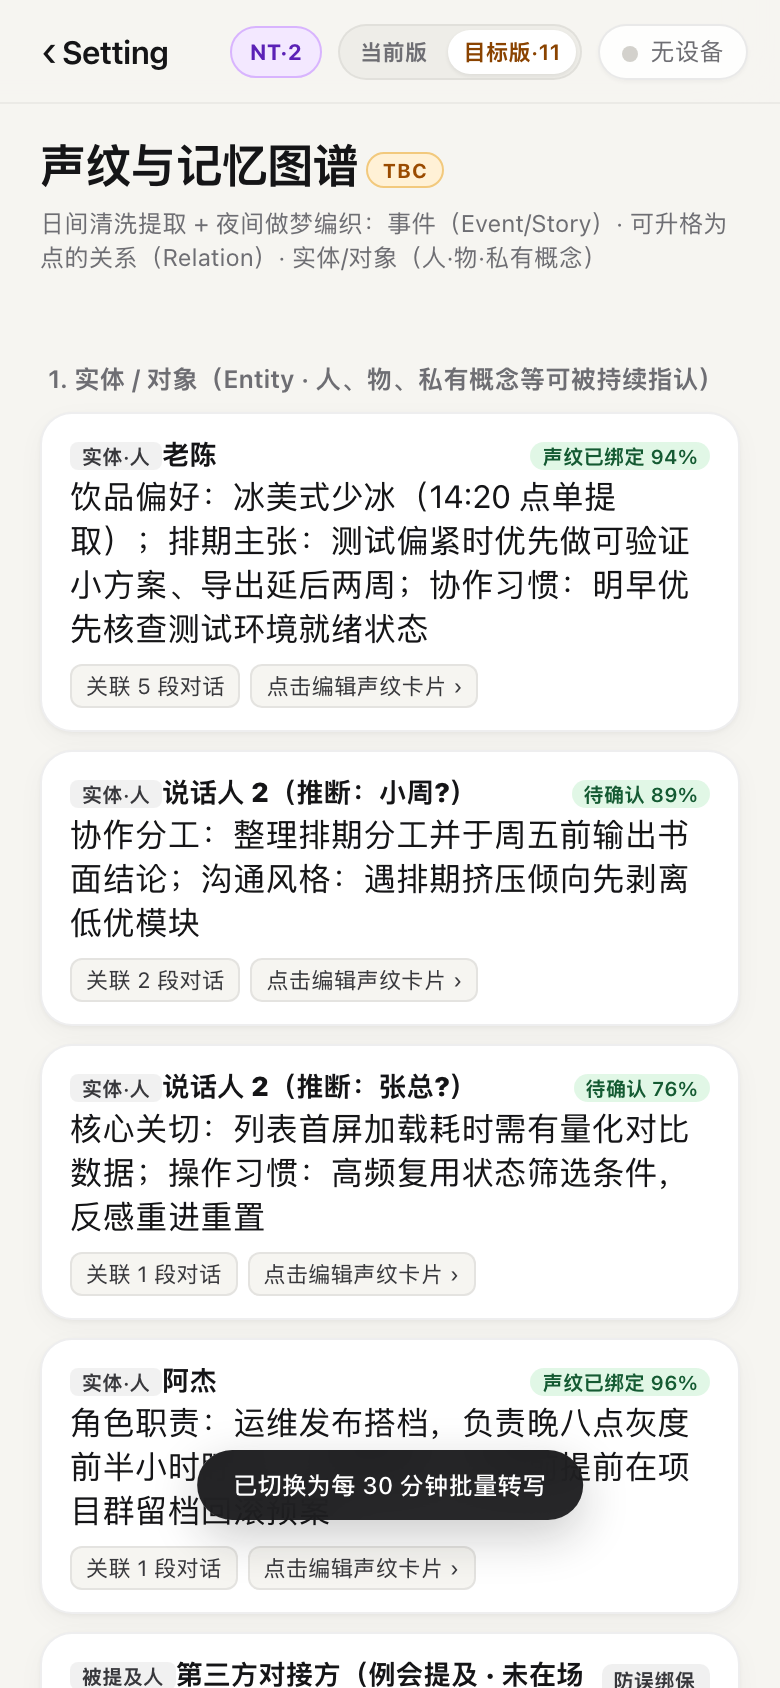 ‹ Setting
NT·2
当前版
目标版·11
无设备
声纹与记忆图谱 TBC
日间清洗提取 + 夜间做梦编织：事件（Event/Story）· 可升格为
点的关系（Relation）· 实体/对象（人·物·私有概念）
1. 实体 / 对象（Entity · 人、物、私有概念等可被持续指认）
实体·人 老陈 声纹已绑定 94%
饮品偏好：冰美式少冰（14:20 点单提
取）；排期主张：测试偏紧时优先做可验证
小方案、导出延后两周；协作习惯：明早优
先核查测试环境就绪状态
关联 5 段对话 点击编辑声纹卡片 ›
实体·人 说话人 2（推断：小周?） 待确认 89%
协作分工：整理排期分工并于周五前输出书
面结论；沟通风格：遇排期挤压倾向先剥离
低优模块
关联 2 段对话 点击编辑声纹卡片 ›
实体·人 说话人 2（推断：张总?） 待确认 76%
核心关切：列表首屏加载耗时需有量化对比
数据；操作习惯：高频复用状态筛选条件，
反感重进重置
关联 1 段对话 点击编辑声纹卡片 ›
实体·人 阿杰 声纹已绑定 96%
角色职责：运维发布搭档，负责晚八点灰度
前半小时 提前在项
已切换为每 30 分钟批量转写
目群留档回滚预案
关联 1 段对话 点击编辑声纹卡片 ›
被提及人 第三方对接方（例会提及 · 未在场 防误绑保